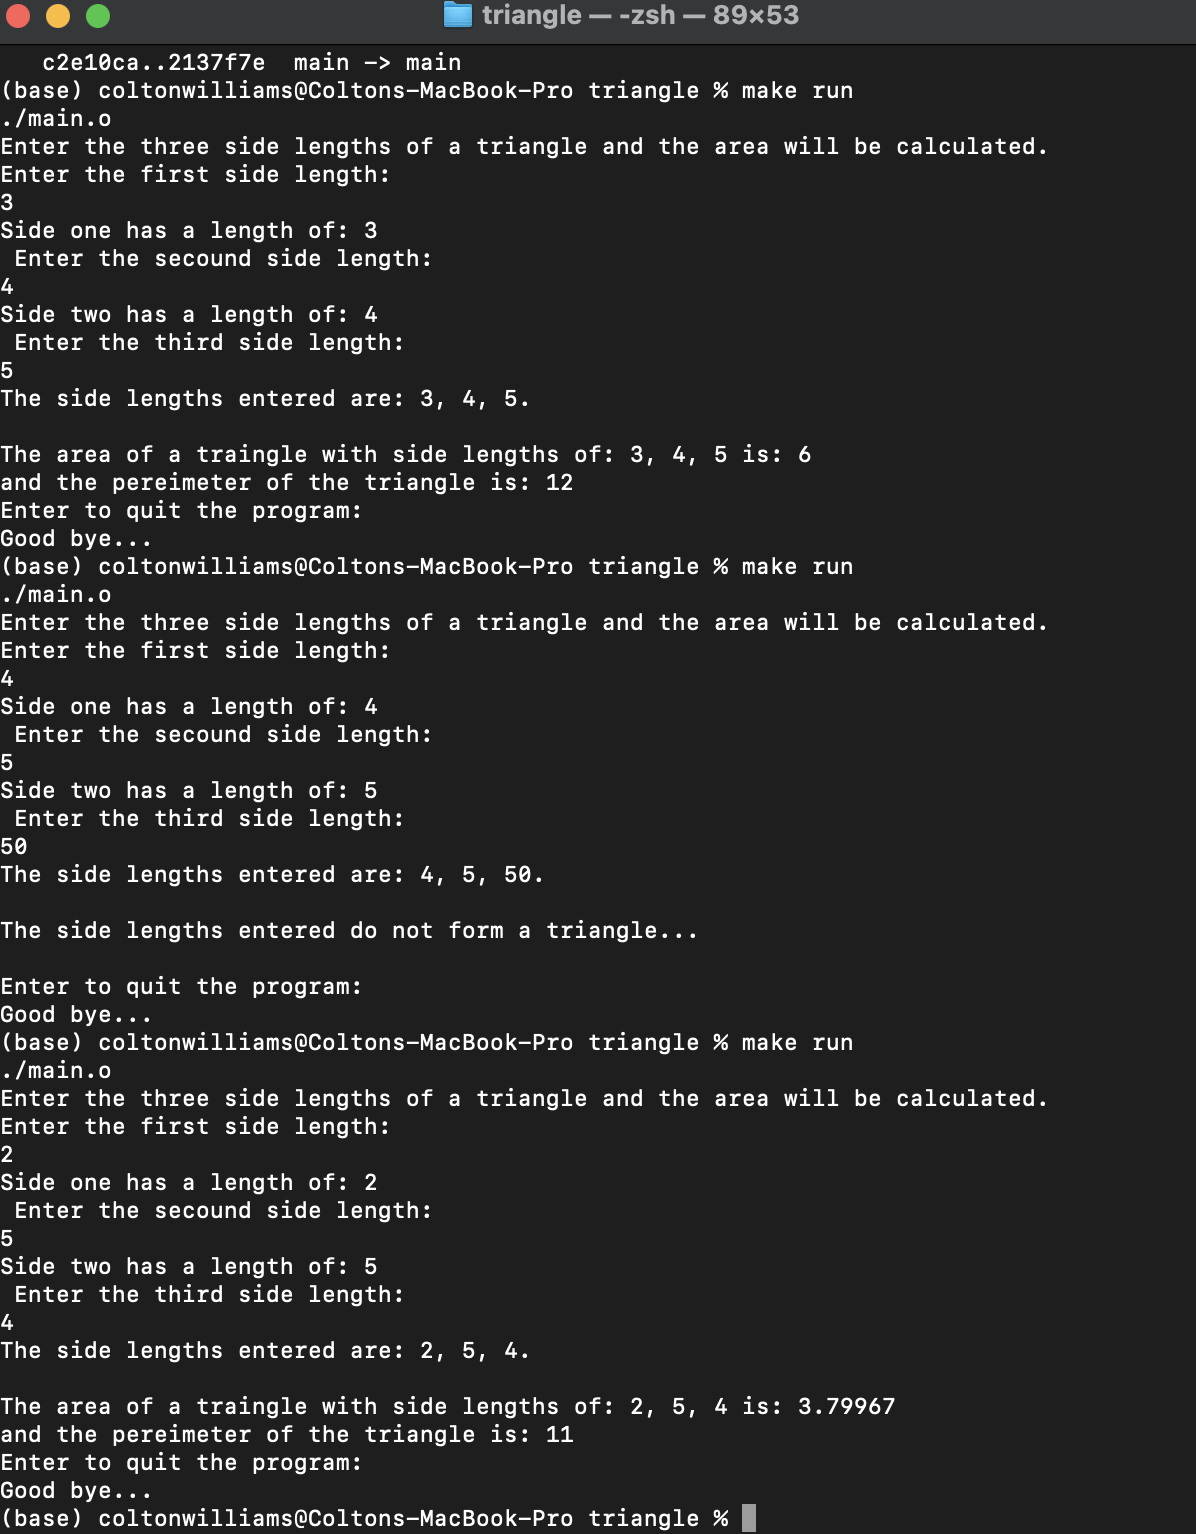 triangle — -zsh — 89×53
c2e10ca..2137f7e  main -> main
(base) coltonwilliams@Coltons-MacBook-Pro triangle % make run
./main.o
Enter the three side lengths of a triangle and the area will be calculated.
Enter the first side length:
3
Side one has a length of: 3
 Enter the secound side length:
4
Side two has a length of: 4
 Enter the third side length:
5
The side lengths entered are: 3, 4, 5.

The area of a traingle with side lengths of: 3, 4, 5 is: 6
and the pereimeter of the triangle is: 12
Enter to quit the program:
Good bye...
(base) coltonwilliams@Coltons-MacBook-Pro triangle % make run
./main.o
Enter the three side lengths of a triangle and the area will be calculated.
Enter the first side length:
4
Side one has a length of: 4
 Enter the secound side length:
5
Side two has a length of: 5
 Enter the third side length:
50
The side lengths entered are: 4, 5, 50.

The side lengths entered do not form a triangle...

Enter to quit the program:
Good bye...
(base) coltonwilliams@Coltons-MacBook-Pro triangle % make run
./main.o
Enter the three side lengths of a triangle and the area will be calculated.
Enter the first side length:
2
Side one has a length of: 2
 Enter the secound side length:
5
Side two has a length of: 5
 Enter the third side length:
4
The side lengths entered are: 2, 5, 4.

The area of a traingle with side lengths of: 2, 5, 4 is: 3.79967
and the pereimeter of the triangle is: 11
Enter to quit the program:
Good bye...
(base) coltonwilliams@Coltons-MacBook-Pro triangle %